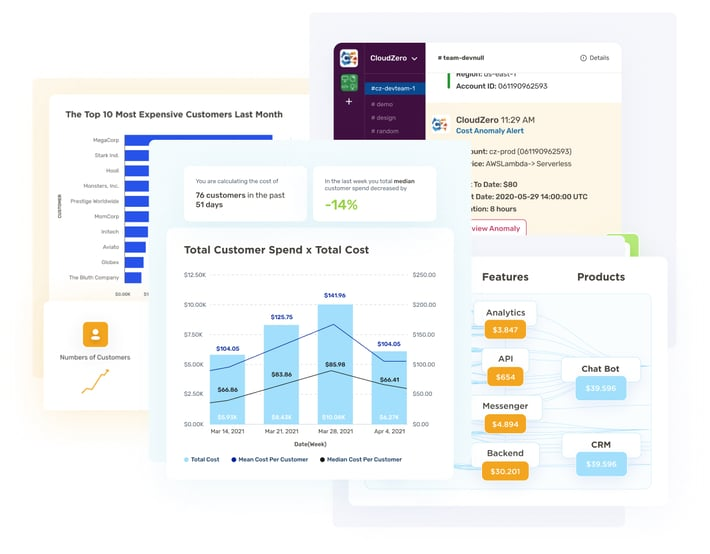 CloudZero
# team-devnull
Details
Region: us-east-1
Account ID: 061190962593
#cz-devteam-1
# demo
# design
# random
CloudZero 11:29 AM
Cost Anomaly Alert
ount: cz-prod (061190962593)
vice: AWSLambda-> Serverless
t To Date: $80
t Date: 2020-05-29 14:00:00 UTC
ation: 8 hours
view Anomaly
The Top 10 Most Expensive Customers Last Month
CUSTOMER
MegaCorp
Stark Ind.
Hooli
Monsters, Inc.
Prestige Worldwide
MomCorp
Initech
Aviato
Globex
The Bluth Company
$0.00K
Numbers of Customers
You are calculating the cost of
76 customers in the past
51 days
In the last week you total median
customer spend decreased by
-14%
Total Customer Spend x Total Cost
$12.50K
$10.00K
$7.50K
$5.00K
$2.50K
$0.00K
$250.00
$200.00
$150.00
$100.00
$50.00
$0.00
$104.05
$125.75
$141.96
$104.05
$66.86
$83.86
$85.98
$66.41
$5.93K
$8.43K
$10.08K
$6.27K
Mar 14, 2021
Mar 21, 2021
Mar 28, 2021
Apr 4, 2021
Date(Week)
Total Cost
Mean Cost Per Customer
Median Cost Per Customer
Features
Products
Analytics
$3.847
API
$654
Messenger
$4.894
Backend
$30,201
Chat Bot
$39,596
CRM
$39,596